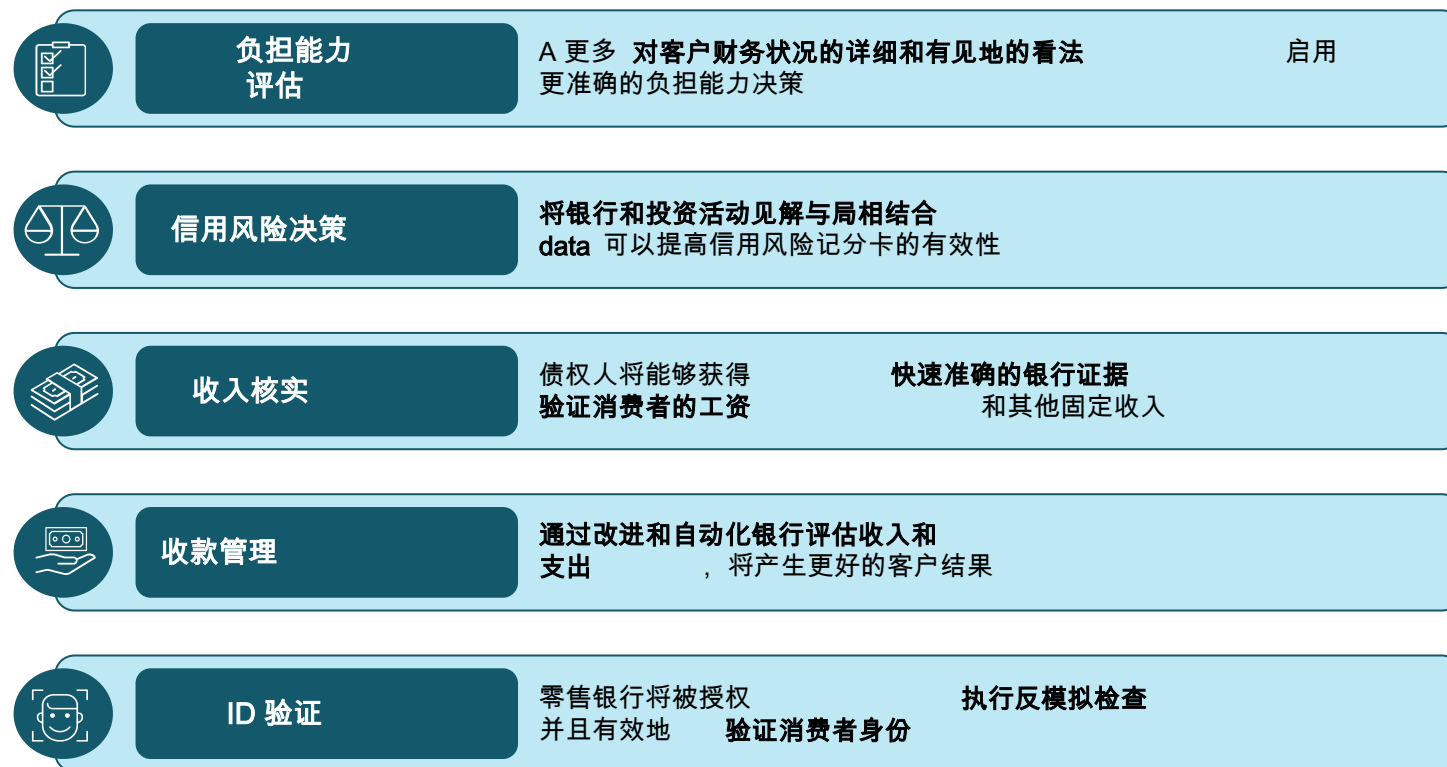 负担能力
评估
A 更多 对客户财务状况的详细和有见地的看法 启用
更准确的负担能力决策
信用风险决策
将银行和投资活动见解与局相结合
data 可以提高信用风险记分卡的有效性
收入核实
债权人将能够获得 快速准确的银行证据
验证消费者的工资 和其他固定收入
收款管理
通过改进和自动化银行评估收入和
支出 ，将产生更好的客户结果
ID 验证
零售银行将被授权 执行反模拟检查
并且有效地 验证消费者身份